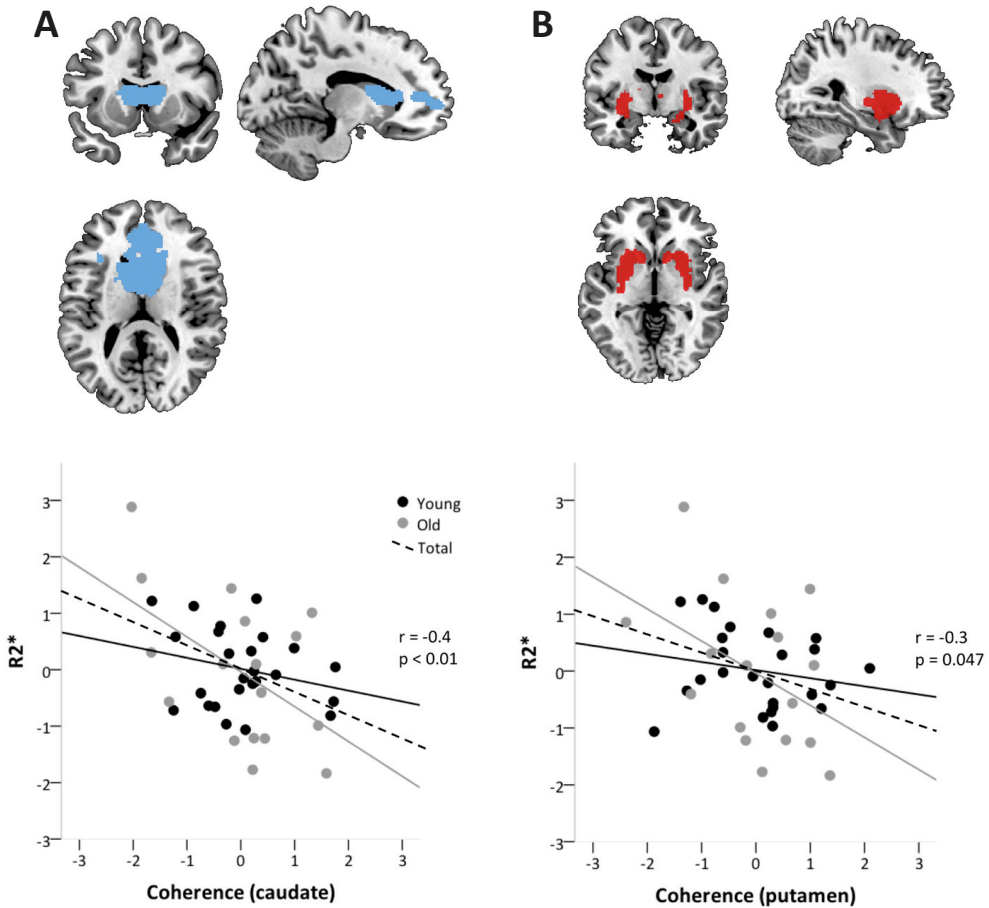 A
B
3
2
1
0
-1
-2
-3
R2*
Young
Old
Total
r = -0.4
p < 0.01
-3 -2 -1 0 1 2 3
Coherence (caudate)
3
2
1
0
-1
-2
-3
R2*
r = -0.3
p = 0.047
-3 -2 -1 0 1 2 3
Coherence (putamen)